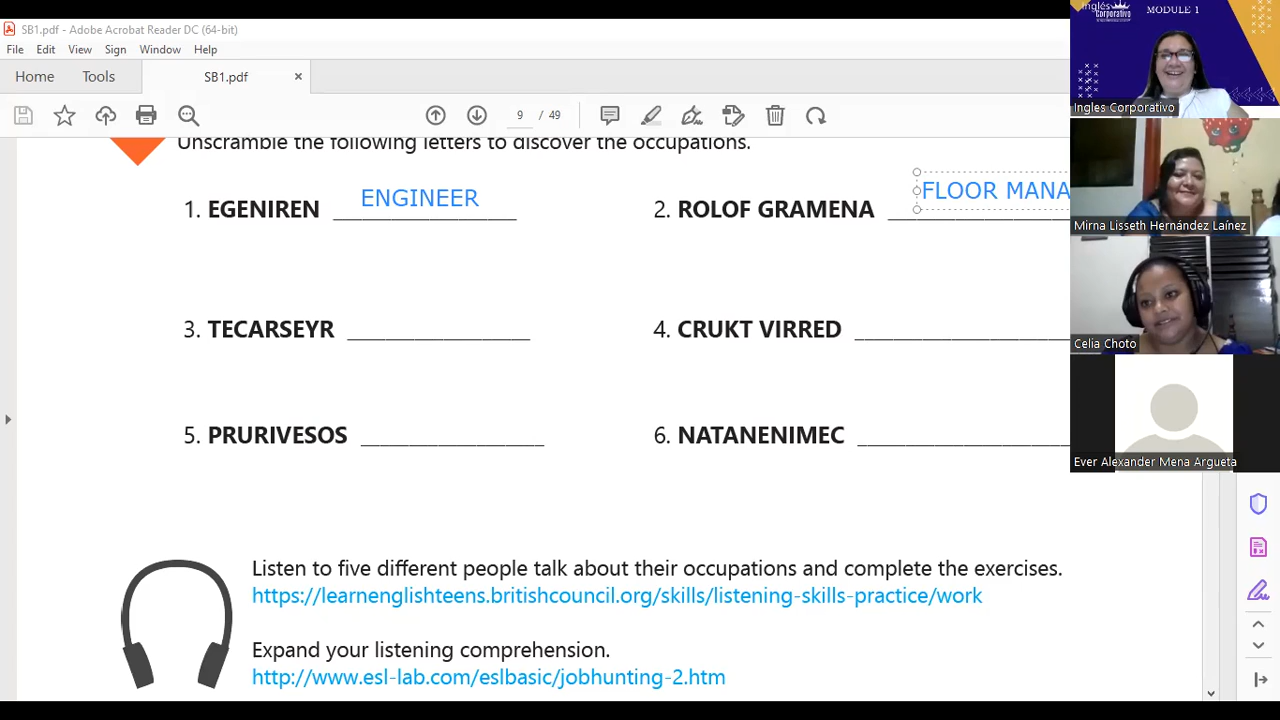 SB1.pdf - Adobe Acrobat Reader DC (64-bit)
File Edit View Sign Window Help
Home Tools SB1.pdf ×
9 / 49
Unscramble the following letters to discover the occupations.
1. EGENIREN ENGINEER
2. ROLOF GRAMENA FLOOR MANA
3. TECARSEYR
4. CRUKT VIRRED
5. PRURIVESOS
6. NATANENIMEC
Listen to five different people talk about their occupations and complete the exercises.
https://learnenglishteens.britishcouncil.org/skills/listening-skills-practice/work
Expand your listening comprehension.
http://www.esl-lab.com/eslbasic/jobhunting-2.htm
Inglés
corporativo
MODULE 1
Ingles Corporativo
Mirna Lisseth Hernández Laínez
Celia Choto
Ever Alexander Mena Argueta